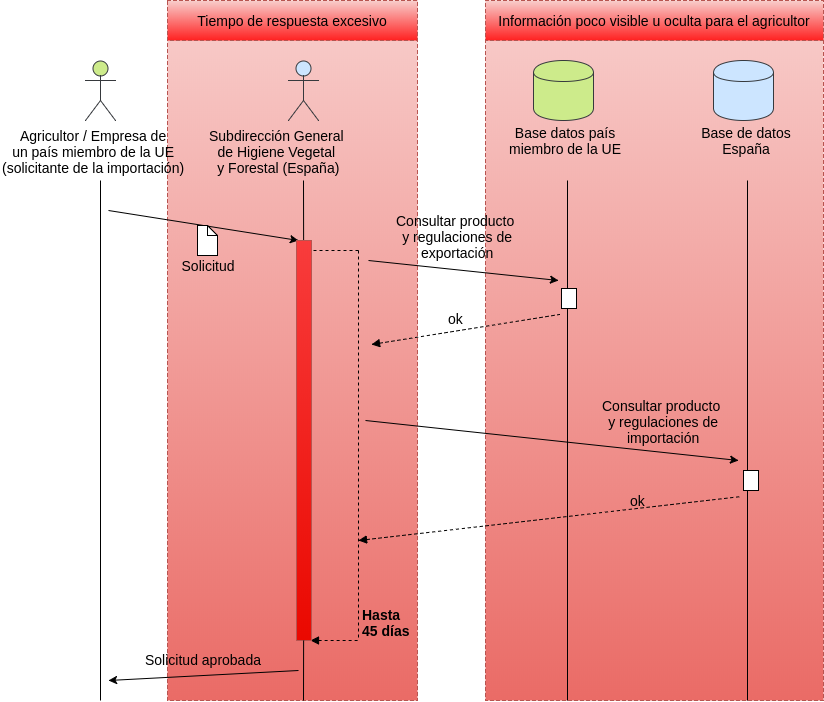 Tiempo de respuesta excesivo
Información poco visible u oculta para el agricultor
Agricultor / Empresa de
un país miembro de la UE
(solicitante de la importación)
Subdirección General
de Higiene Vegetal
y Forestal (España)
Base datos país
miembro de la UE
Base de datos
España
Solicitud
Consultar producto
y regulaciones de
exportación
ok
Consultar producto
y regulaciones de
importación
ok
Hasta
45 días
Solicitud aprobada